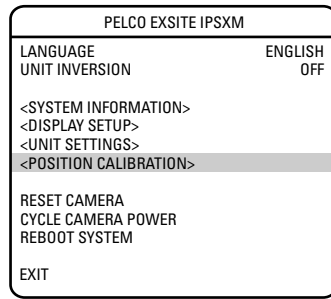 PELCO EXSITE IPSXM
LANGUAGE ENGLISH
UNIT INVERSION OFF
<SYSTEM INFORMATION>
<DISPLAY SETUP>
<UNIT SETTINGS>
<POSITION CALIBRATION>
RESET CAMERA
CYCLE CAMERA POWER
REBOOT SYSTEM
EXIT